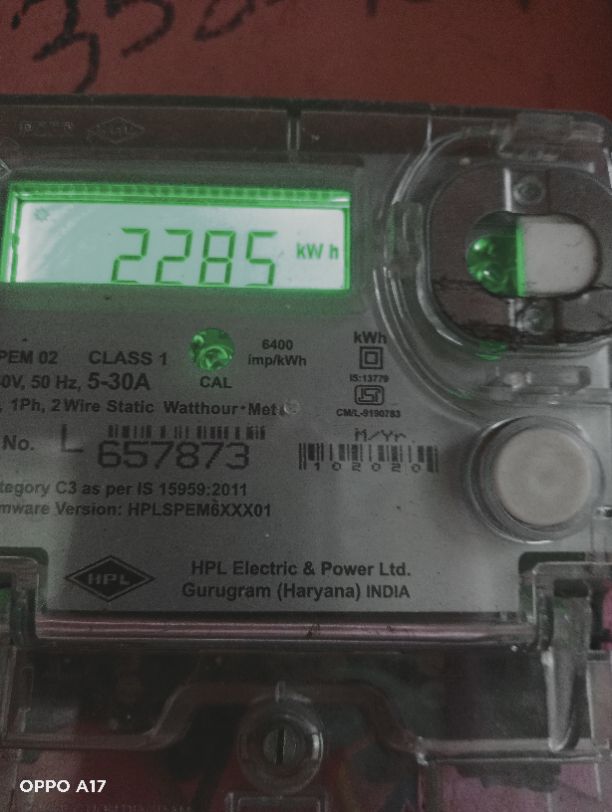 2285 kWh
PEM 02 CLASS 1
6400
imp/kWh
CAL
0V, 50 Hz, 5-30A
kWh
IS:13779
CM/L-9190783
, 1Ph, 2 Wire Static Watthour Met
No. L 657873
M/Yr.
102020
tegory C3 as per IS 15959:2011
mware Version: HPLSPEM6XXX01
HPL
HPL Electric & Power Ltd.
Gurugram (Haryana) INDIA
OPPO A17